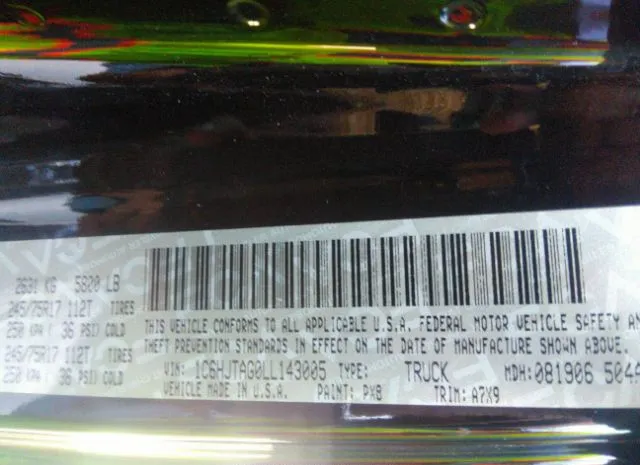 2631 KG 5800 LB
245/75R17 112T TIRES
250 KPA ( 36 PSI) COLD
245/75R17 112T TIRES
250 KPA ( 36 PSI) COLD
THIS VEHICLE CONFORMS TO ALL APPLICABLE U.S.A. FEDERAL MOTOR VEHICLE SAFETY AN
THEFT PREVENTION STANDARDS IN EFFECT ON THE DATE OF MANUFACTURE SHOWN ABOVE.
VIN: 1C6HJTAG0LL143005 TYPE: TRUCK MDH:081906 5044
VEHICLE MADE IN U.S.A. PAINT: PX8 TRIM: A7X9